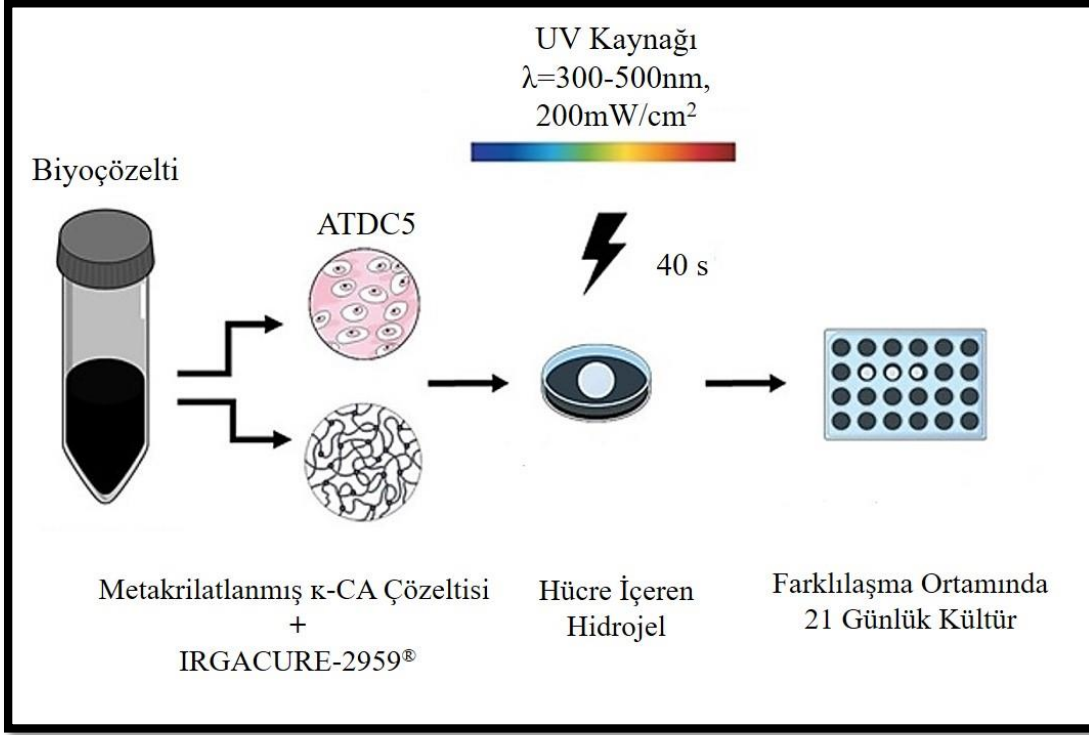 UV Kaynağı
λ=300-500nm,
200mW/cm²
Biyoçözelti
ATDC5
40 s
Metakrilatlanmış κ-CA Çözeltisi
+
IRGACURE-2959®
Hücre İçeren
Hidrojel
Farklılaşma Ortamında
21 Günlük Kültür